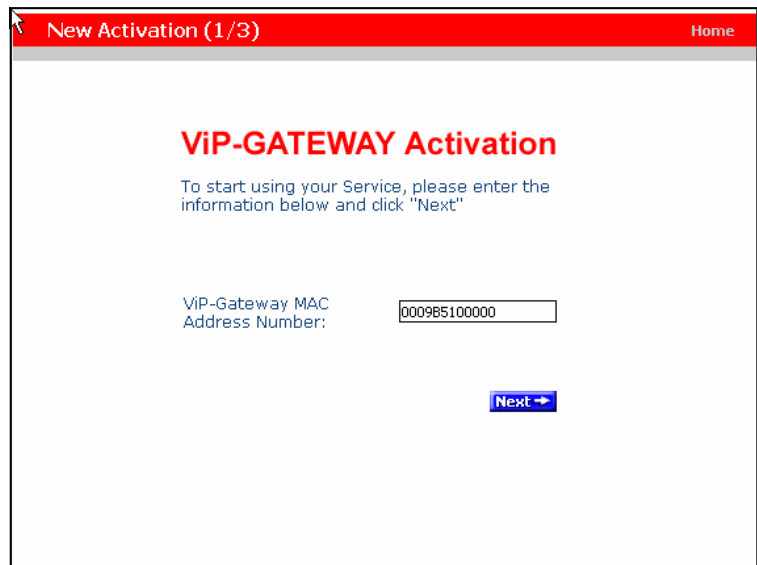 New Activation (1/3)
Home
ViP-GATEWAY Activation
To start using your Service, please enter the
information below and click "Next"
ViP-Gateway MAC
Address Number:
0009B5100000
Next